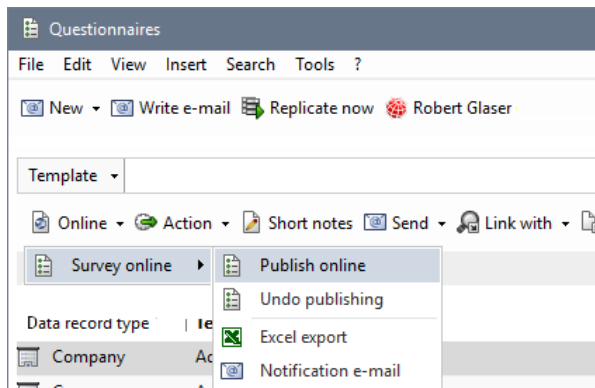 Questionnaires
File Edit View Insert Search Tools ?
New Write e-mail Replicate now Robert Glaser
Template
Online Action Short notes Send Link with
Survey online Publish online
Undo publishing
Data record type
Excel export
Company
Notification e-mail